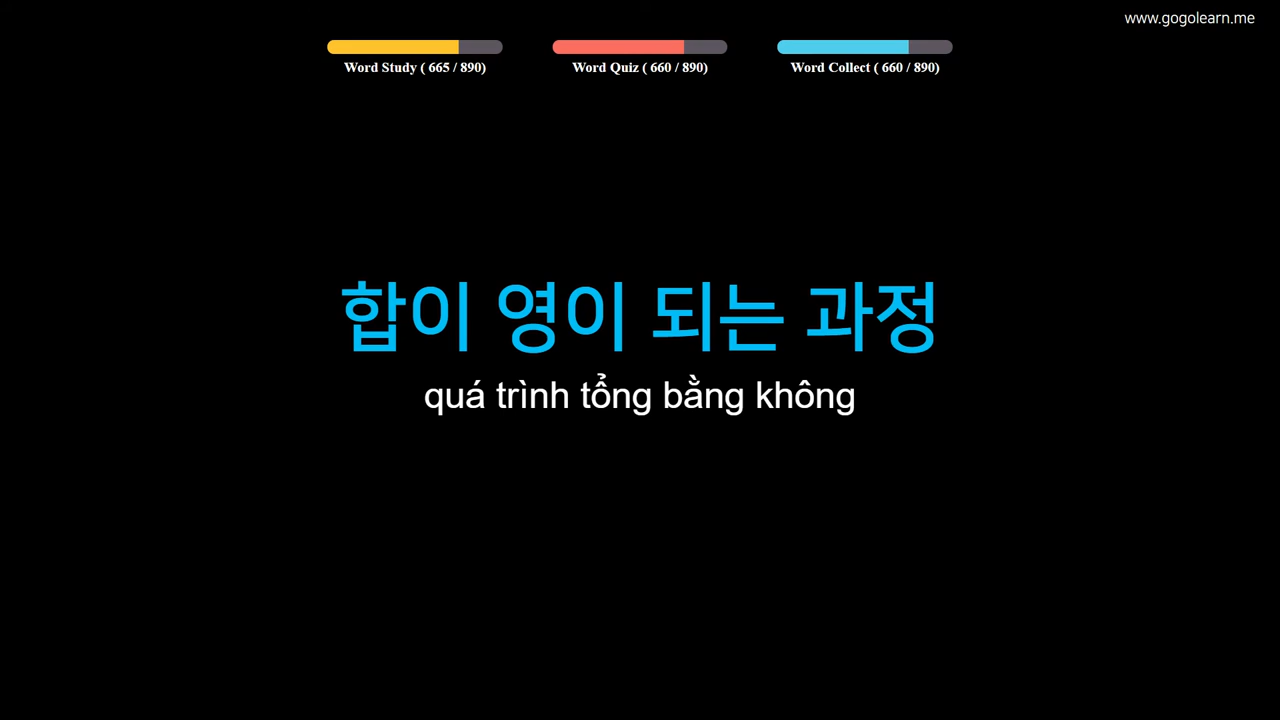 www.gogolearn.me
Word Study ( 665 / 890)
Word Quiz ( 660 / 890)
Word Collect ( 660 / 890)
합이 영이 되는 과정
quá trình tổng bằng không